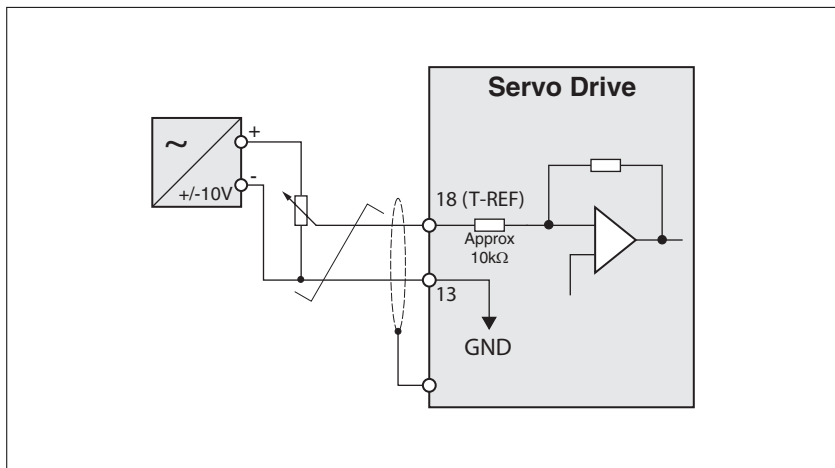 Servo Drive
+
~
-
+/-10V
18 (T-REF)
Approx
10kΩ
13
GND